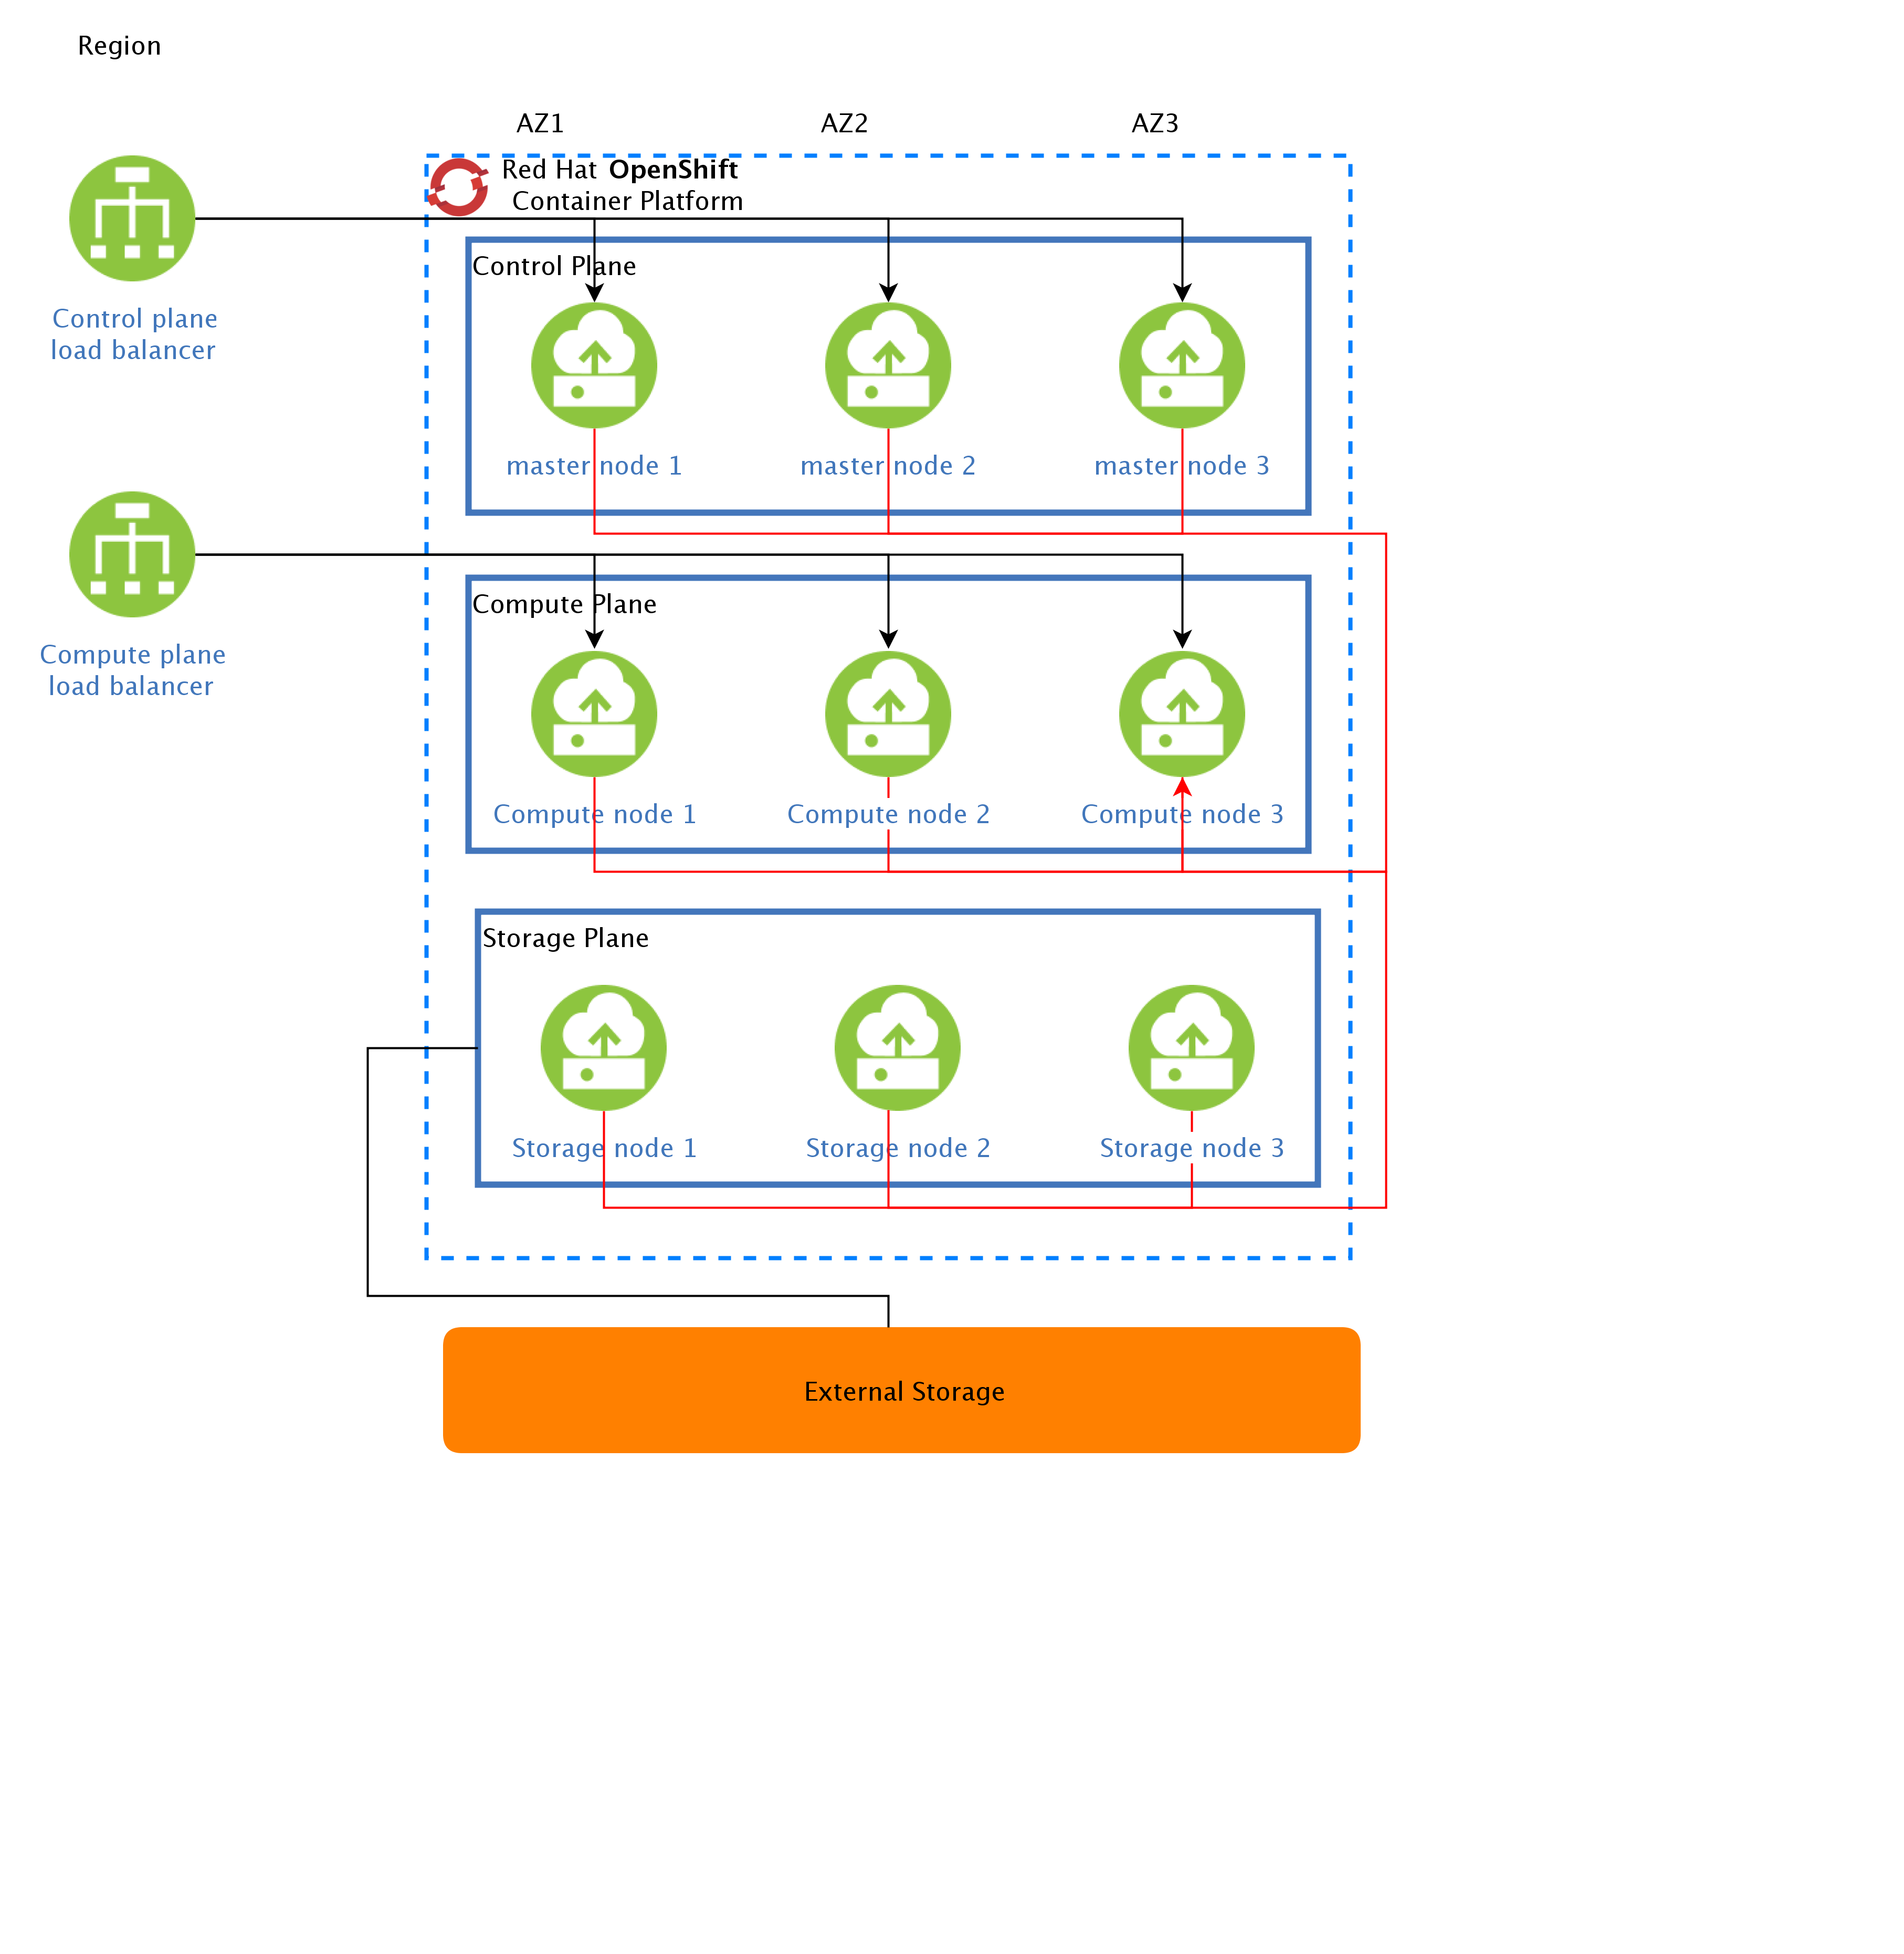 Region
AZ1
AZ2
AZ3
Red Hat OpenShift
Container Platform
Control plane
load balancer
Control Plane
master node 1
master node 2
master node 3
Compute plane
load balancer
Compute Plane
Compute node 1
Compute node 2
Compute node 3
Storage Plane
Storage node 1
Storage node 2
Storage node 3
External Storage